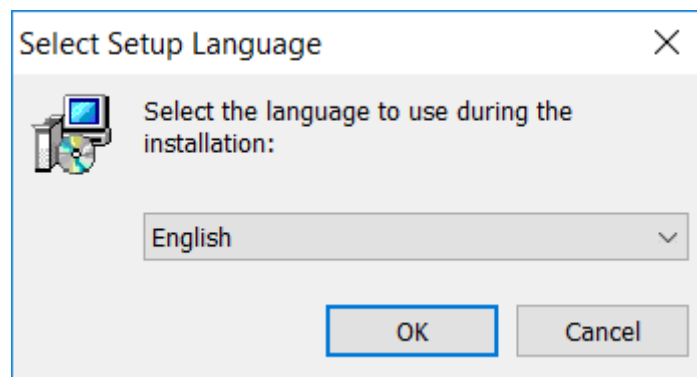 Select Setup Language
Select the language to use during the
installation:
English
OK
Cancel